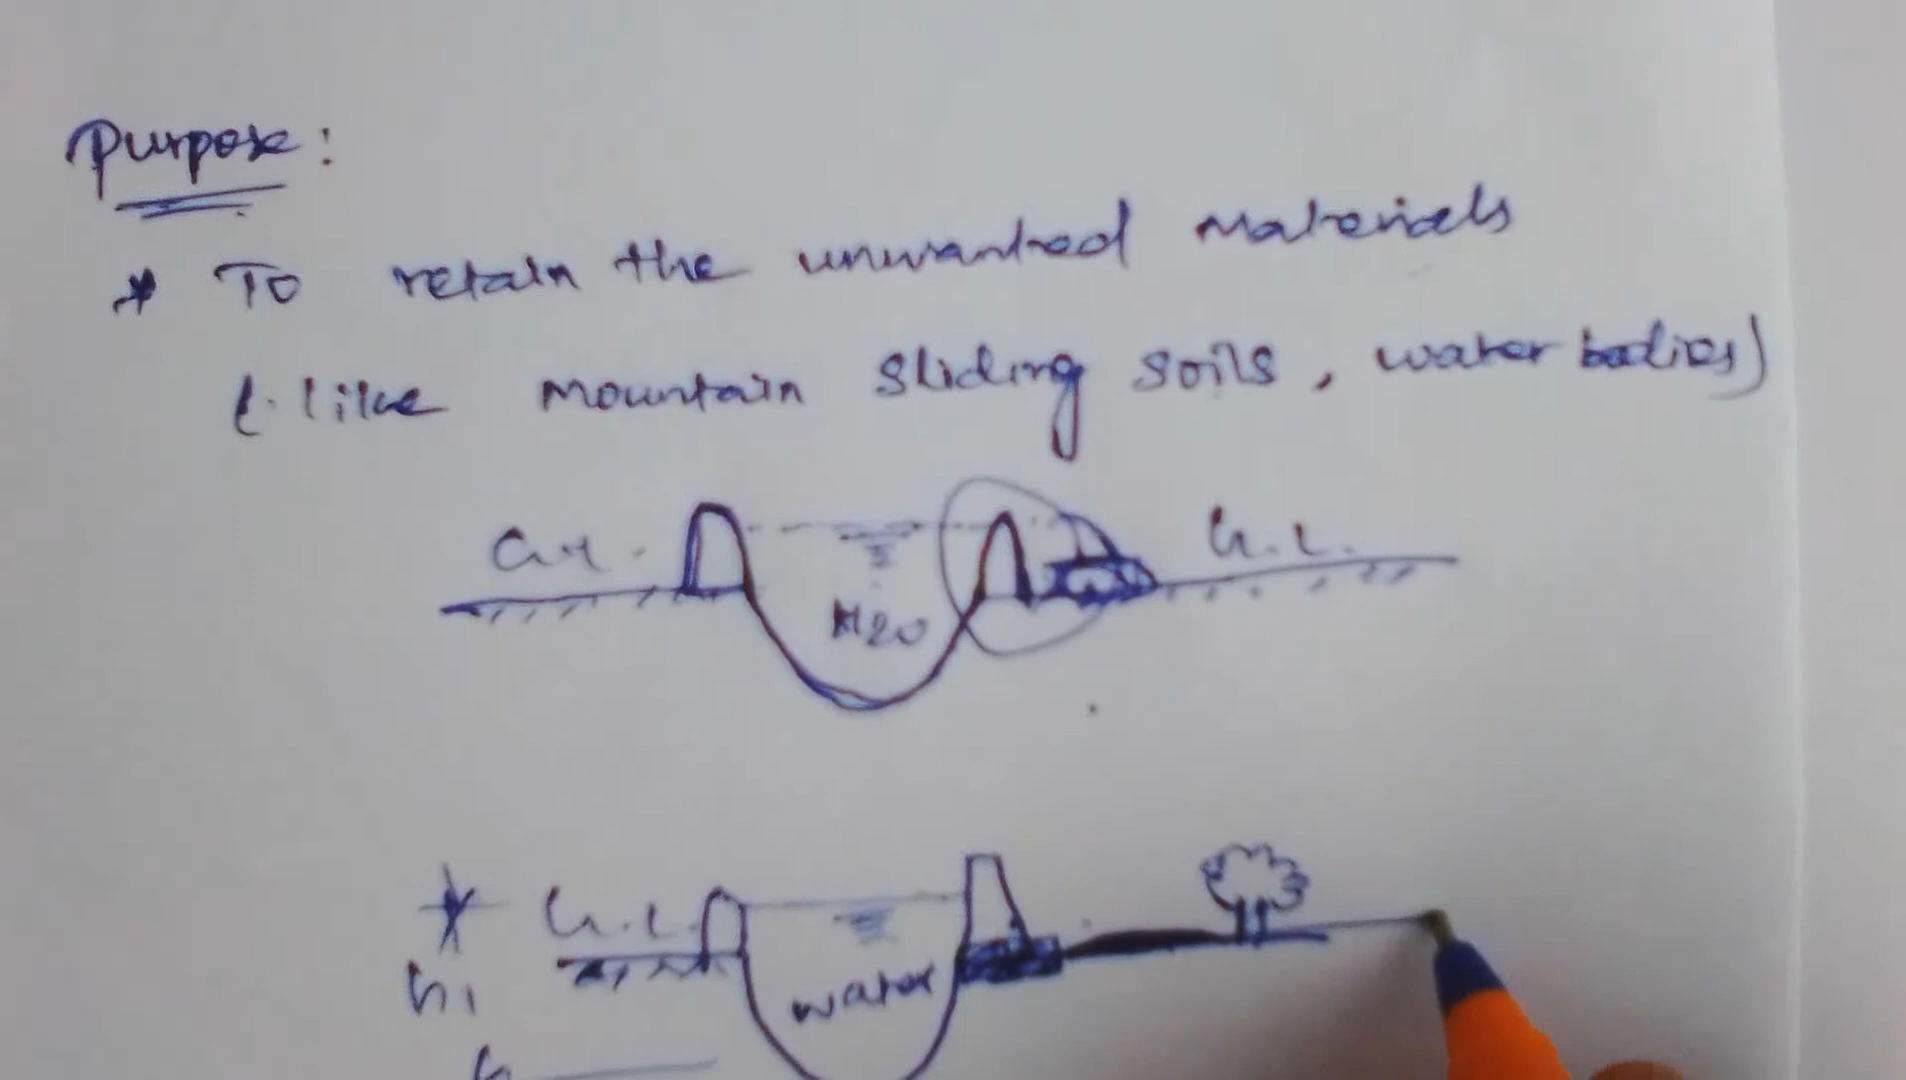 Purpose:
* To retain the unwanted materials
(. like mountain sliding soils, water bodies)
G.L. G.L.
H2O
* G.L.
water
h1